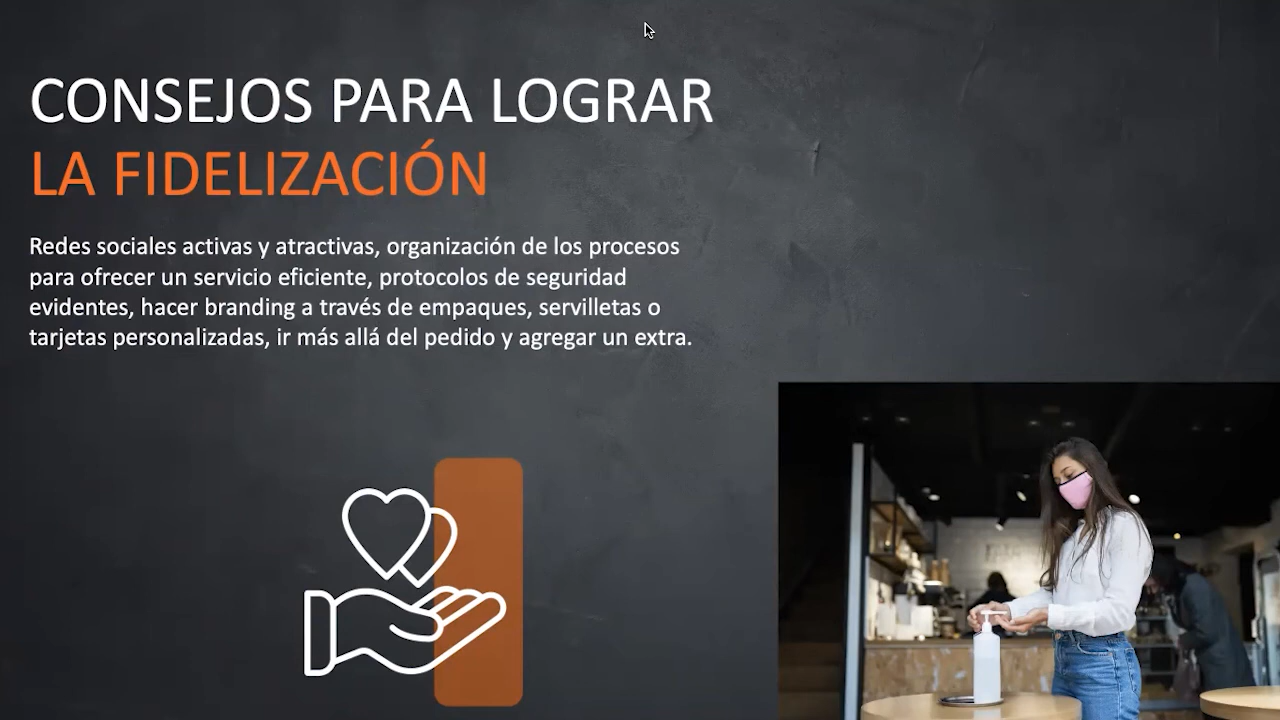 CONSEJOS PARA LOGRAR
LA FIDELIZACIÓN
Redes sociales activas y atractivas, organización de los procesos
para ofrecer un servicio eficiente, protocolos de seguridad
evidentes, hacer branding a través de empaques, servilletas o
tarjetas personalizadas, ir más allá del pedido y agregar un extra.